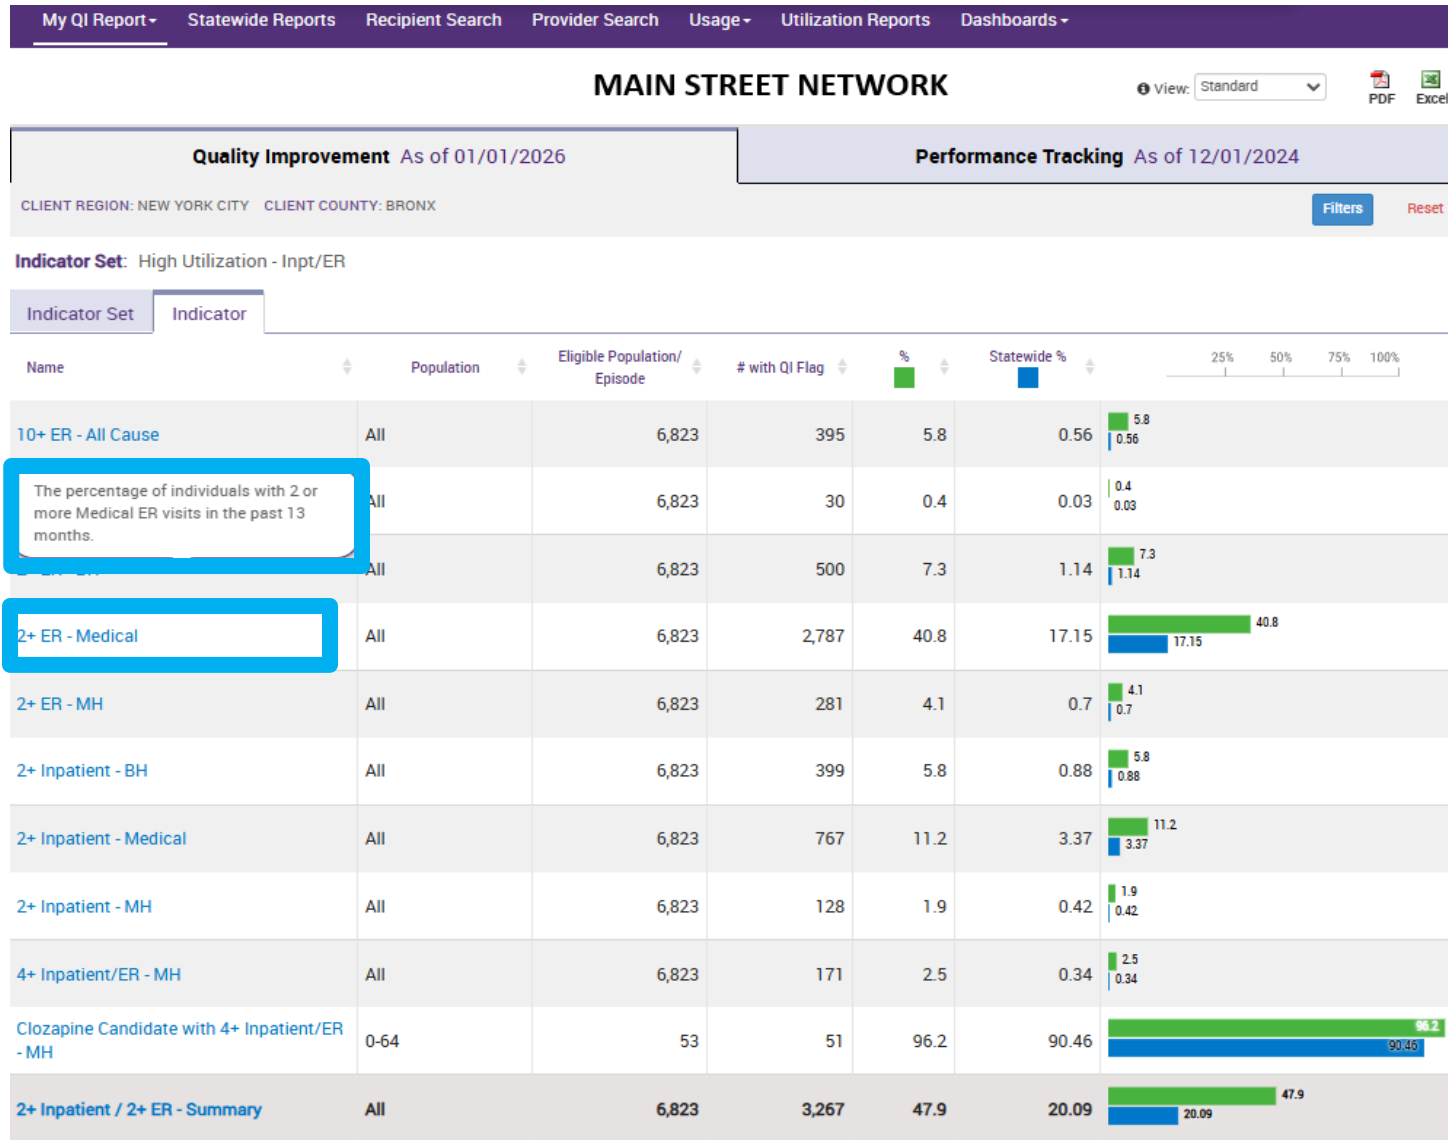 My QI Report Statewide Reports Recipient Search Provider Search Usage Utilization Reports Dashboards
MAIN STREET NETWORK
View: Standard
PDF Excel
Quality Improvement As of 01/01/2026
Performance Tracking As of 12/01/2024
CLIENT REGION: NEW YORK CITY CLIENT COUNTY: BRONX
Filters Reset
Indicator Set: High Utilization - Inpt/ER
Indicator Set Indicator
Name Population Eligible Population/ Episode # with QI Flag % Statewide % 25% 50% 75% 100%
10+ ER - All Cause All 6,823 395 5.8 0.56 5.8 0.56
The percentage of individuals with 2 or
more Medical ER visits in the past 13
months.
All 6,823 30 0.4 0.03 0.4 0.03
All 6,823 500 7.3 1.14 7.3 1.14
2+ ER - Medical All 6,823 2,787 40.8 17.15 40.8 17.15
2+ ER - MH All 6,823 281 4.1 0.7 4.1 0.7
2+ Inpatient - BH All 6,823 399 5.8 0.88 5.8 0.88
2+ Inpatient - Medical All 6,823 767 11.2 3.37 11.2 3.37
2+ Inpatient - MH All 6,823 128 1.9 0.42 1.9 0.42
4+ Inpatient/ER - MH All 6,823 171 2.5 0.34 2.5 0.34
Clozapine Candidate with 4+ Inpatient/ER
- MH 0-64 53 51 96.2 90.46 96.2 90.46
2+ Inpatient / 2+ ER - Summary All 6,823 3,267 47.9 20.09 47.9 20.09